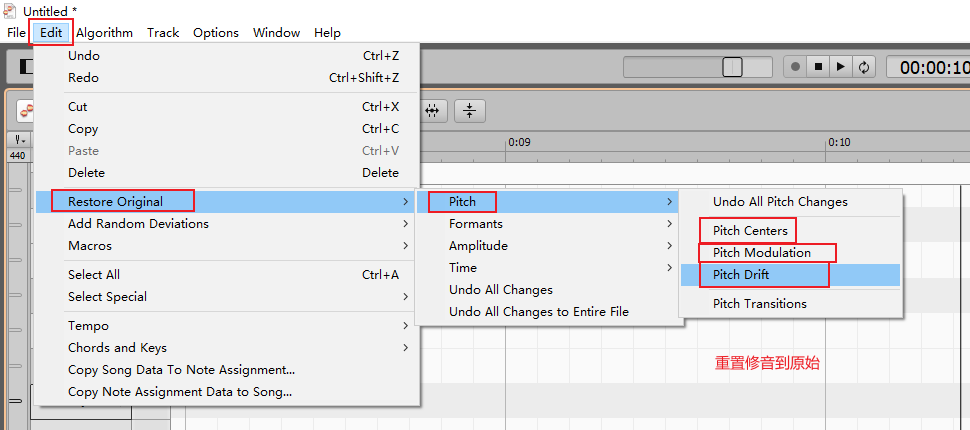 Untitled *
File Edit Algorithm Track Options Window Help
Undo Ctrl+Z
Redo Ctrl+Shift+Z
00:00:10
Cut Ctrl+X
Copy Ctrl+C
Paste Ctrl+V
Delete Delete
0:09 0:10
440
Restore Original
Add Random Deviations
Macros
Select All Ctrl+A
Select Special
Tempo
Chords and Keys
Copy Song Data To Note Assignment...
Copy Note Assignment Data to Song...
Pitch
Formants
Amplitude
Time
Undo All Changes
Undo All Changes to Entire File
Undo All Pitch Changes
Pitch Centers
Pitch Modulation
Pitch Drift
Pitch Transitions
重置修音到原始